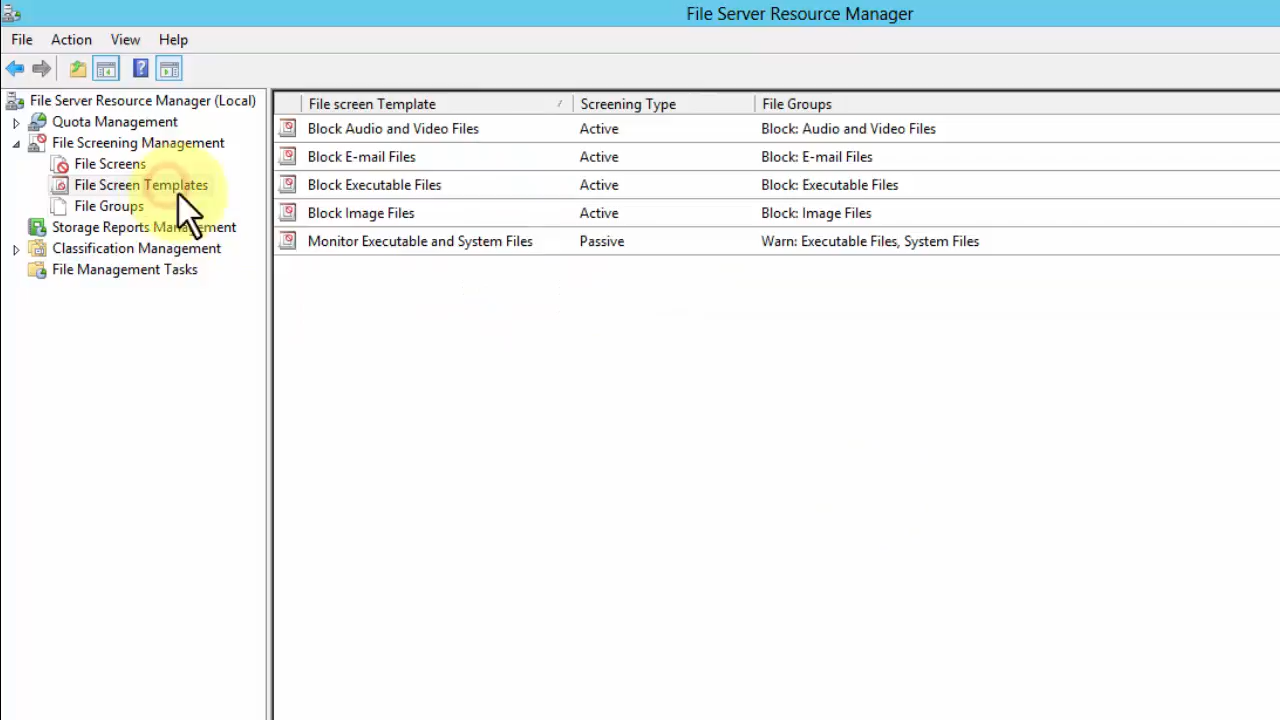 File Server Resource Manager
File Action View Help
File Server Resource Manager (Local)
Quota Management
File Screening Management
File Screens
File Screen Templates
File Groups
Storage Reports Management
Classification Management
File Management Tasks
File screen Template Screening Type File Groups
Block Audio and Video Files Active Block: Audio and Video Files
Block E-mail Files Active Block: E-mail Files
Block Executable Files Active Block: Executable Files
Block Image Files Active Block: Image Files
Monitor Executable and System Files Passive Warn: Executable Files, System Files